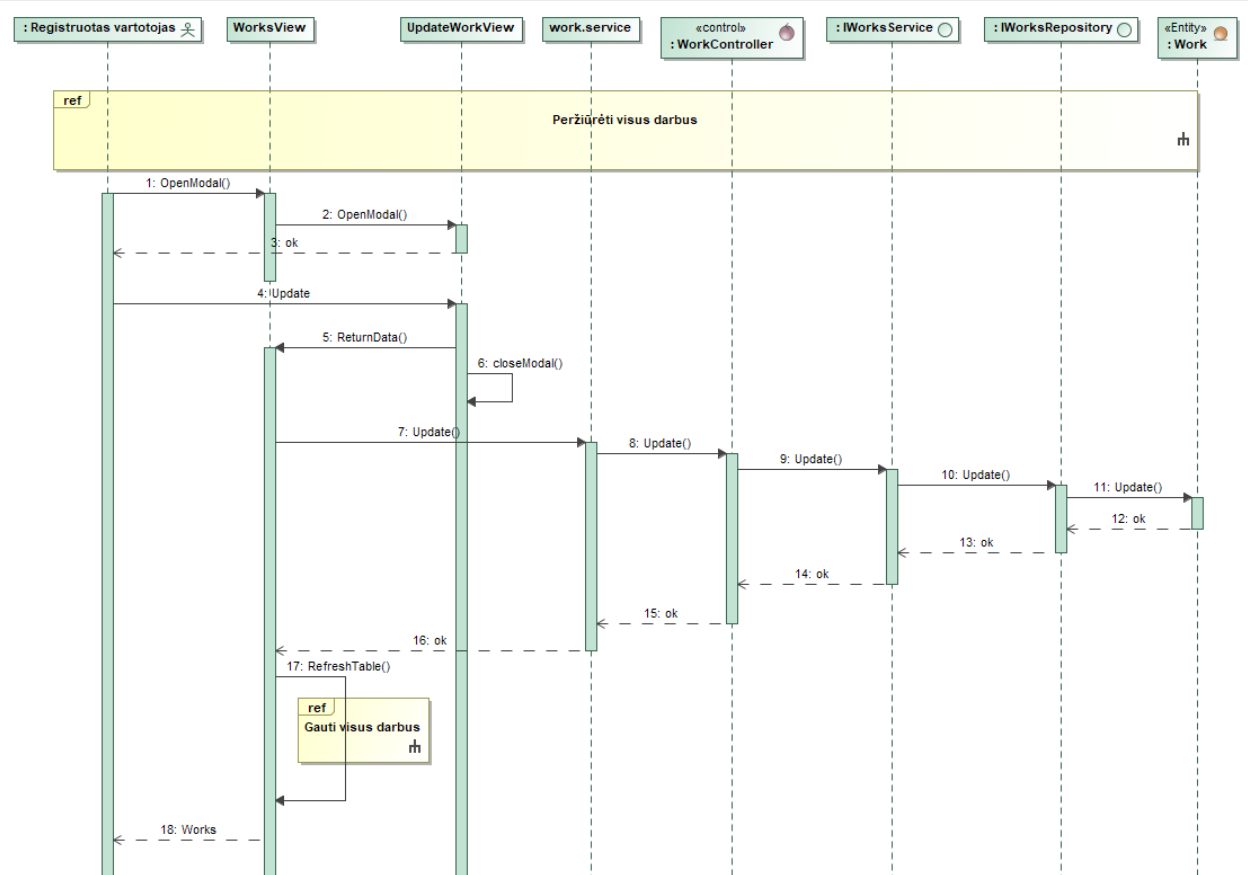 : Registruotas vartotojas
WorksView
UpdateWorkView
work.service
«control»
: WorkController
: IWorksService
: IWorksRepository
«Entity»
: Work
ref
Peržiūrėti visus darbus
1: OpenModal()
2: OpenModal()
3: ok
4: Update
5: ReturnData()
6: closeModal()
7: Update()
8: Update()
9: Update()
10: Update()
11: Update()
12: ok
13: ok
14: ok
15: ok
16: ok
17: RefreshTable()
ref
Gauti visus darbus
18: Works